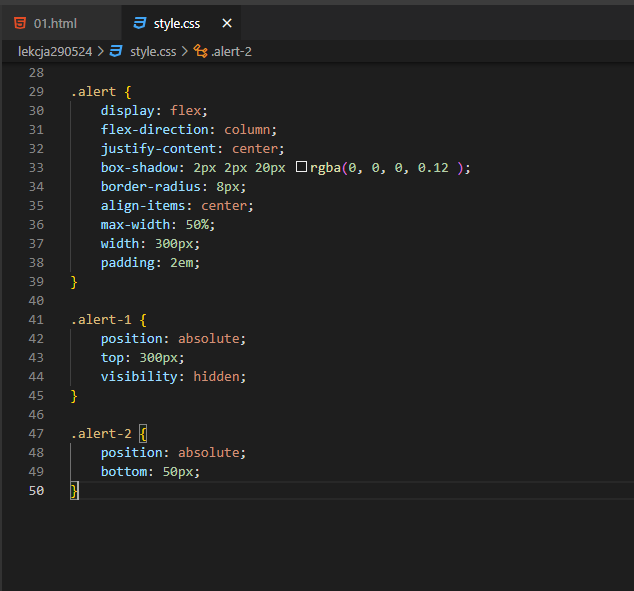 01.html style.css
lekcja290524 > style.css > .alert-2
28
29 .alert {
30 display: flex;
31 flex-direction: column;
32 justify-content: center;
33 box-shadow: 2px 2px 20px rgba(0, 0, 0, 0.12 );
34 border-radius: 8px;
35 align-items: center;
36 max-width: 50%;
37 width: 300px;
38 padding: 2em;
39 }
40
41 .alert-1 {
42 position: absolute;
43 top: 300px;
44 visibility: hidden;
45 }
46
47 .alert-2 {
48 position: absolute;
49 bottom: 50px;
50 }